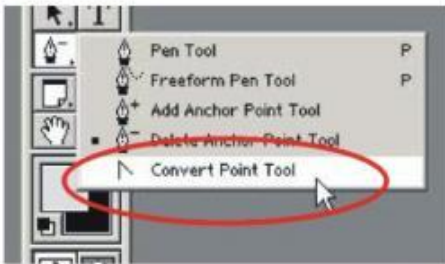 T
Pen Tool P
Freeform Pen Tool P
Add Anchor Point Tool
Delete Anchor Point Tool
Convert Point Tool